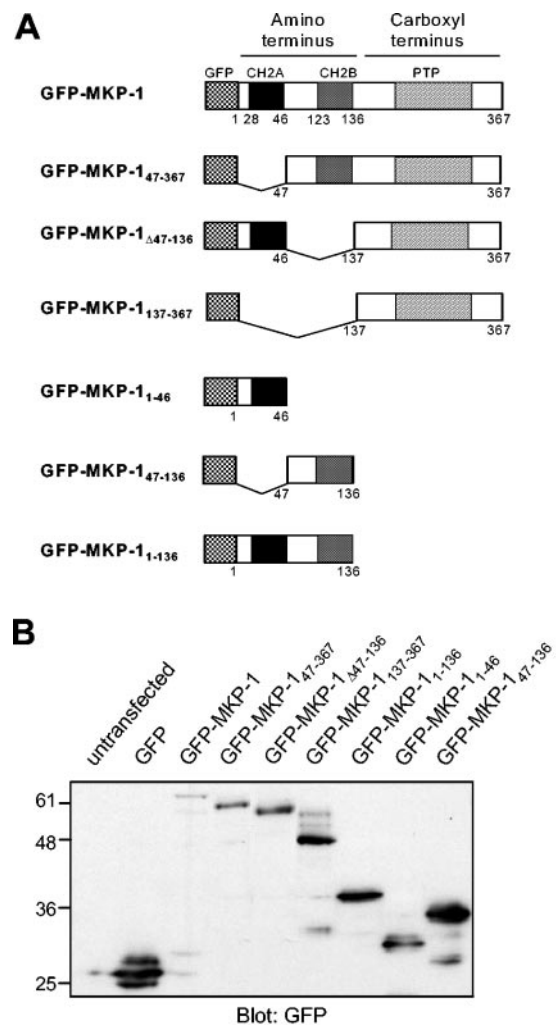 A
Amino terminus
Carboxyl terminus
GFP CH2A CH2B PTP
GFP-MKP-1
1 28 46 123 136 367
GFP-MKP-1₄₇₋₃₆₇
47 367
GFP-MKP-1Δ₄₇₋₁₃₆
46 137 367
GFP-MKP-1₁₃₇₋₃₆₇
137 367
GFP-MKP-1₁₋₄₆
1 46
GFP-MKP-1₄₇₋₁₃₆
47 136
GFP-MKP-1₁₋₁₃₆
1 136
B
untransfected
GFP
GFP-MKP-1
GFP-MKP-1₄₇₋₃₆₇
GFP-MKP-1Δ₄₇₋₁₃₆
GFP-MKP-1₁₃₇₋₃₆₇
GFP-MKP-1₁₋₁₃₆
GFP-MKP-1₁₋₄₆
GFP-MKP-1₄₇₋₁₃₆
61
48
36
25
Blot: GFP